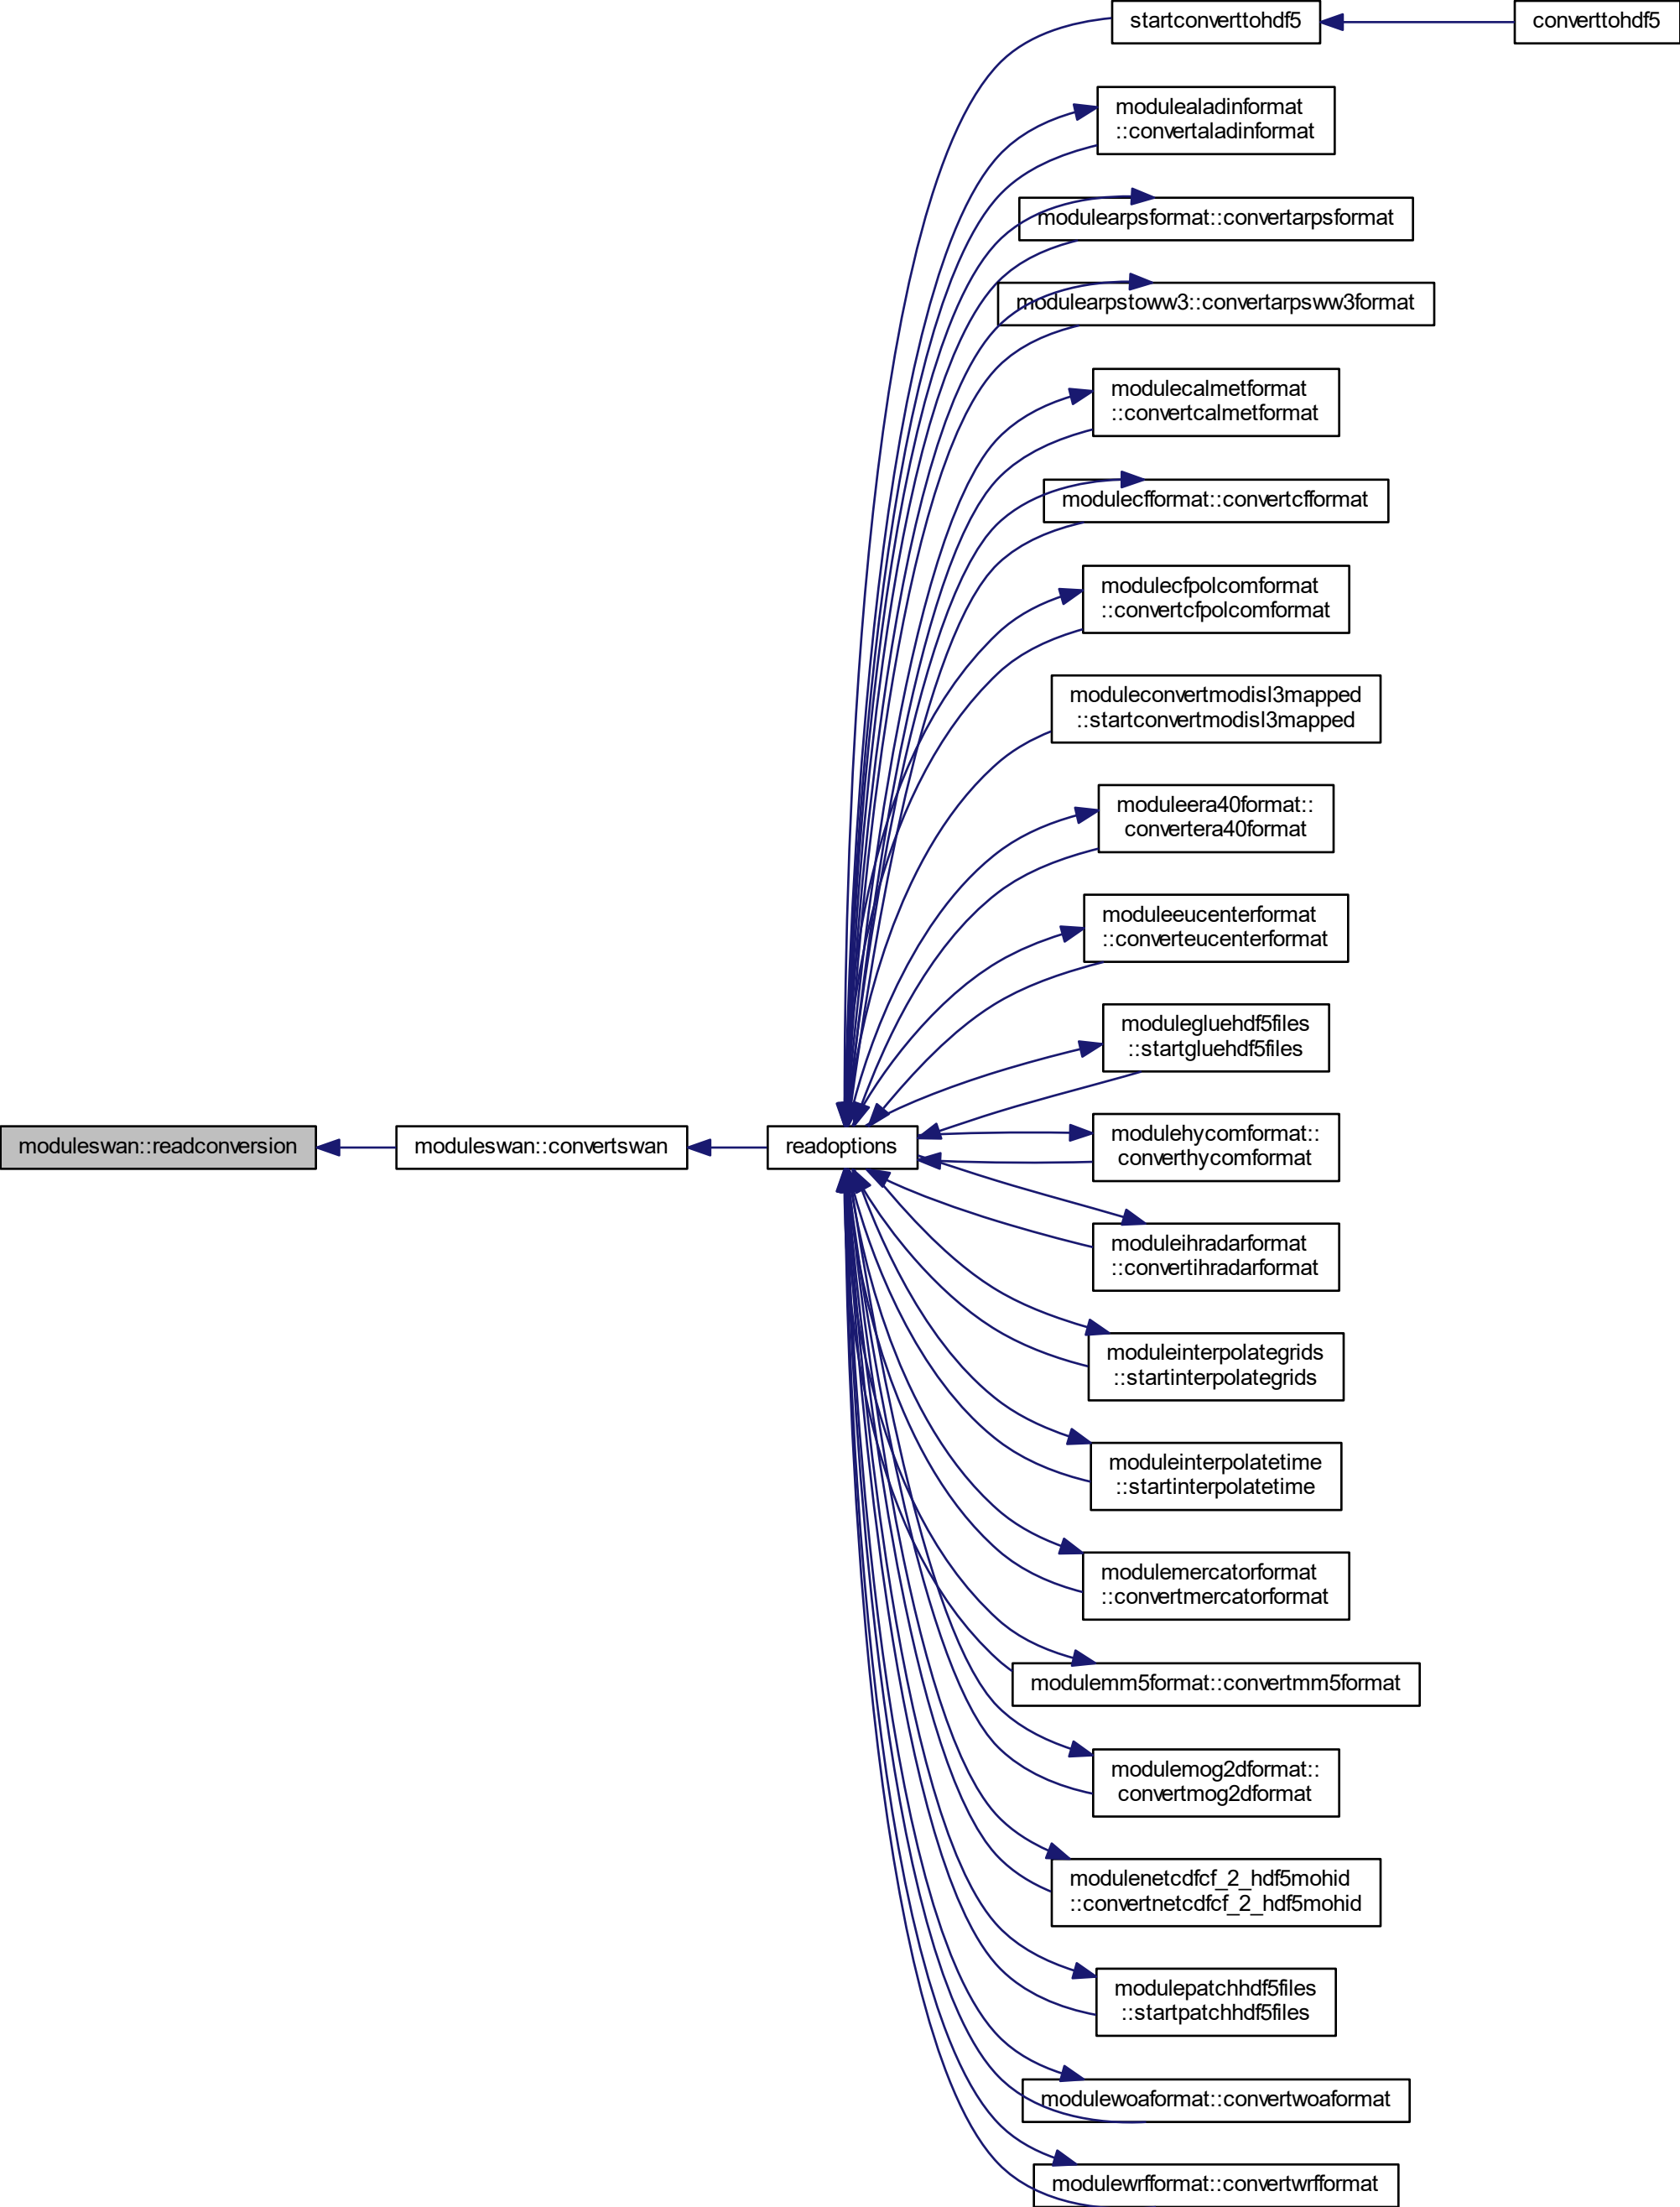 startconverttohdf5
converttohdf5
modulealadinformat
::convertaladinformat
modulearpsformat::convertarpsformat
modulearpstoww3::convertarpsww3format
modulecalmetformat
::convertcalmetformat
modulecfformat::convertcfformat
modulecfpolcomformat
::convertcfpolcomformat
moduleconvertmodisl3mapped
::startconvertmodisl3mapped
moduleera40format::
convertera40format
moduleeucenterformat
::converteucenterformat
modulegluehdf5files
::startgluehdf5files
moduleswan::readconversion
moduleswan::convertswan
readoptions
modulehycomformat::
converthycomformat
moduleihradarformat
::convertihradarformat
moduleinterpolategrids
::startinterpolategrids
moduleinterpolatetime
::startinterpolatetime
modulemercatorformat
::convertmercatorformat
modulemm5format::convertmm5format
modulemog2dformat::
convertmog2dformat
modulenetcdfcf_2_hdf5mohid
::convertnetcdfcf_2_hdf5mohid
modulepatchhdf5files
::startpatchhdf5files
modulewoaformat::convertwoaformat
modulewrfformat::convertwrfformat